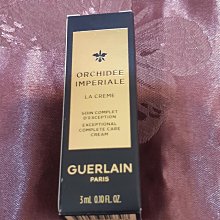 ORCHIDÉE
IMPÉRIALE
LA CRÈME
SOIN COMPLET
D'EXCEPTION
EXCEPTIONAL
COMPLETE CARE
CREAM
GUERLAIN
PARIS
3 mL 0.10 FL. OZ.